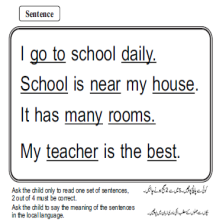 Sentence
I go to school daily.
School is near my house.
It has many rooms.
My teacher is the best.
Ask the child only to read one set of sentences,
2 out of 4 must be correct.
Ask the child to say the meaning of the sentences
in the local language.